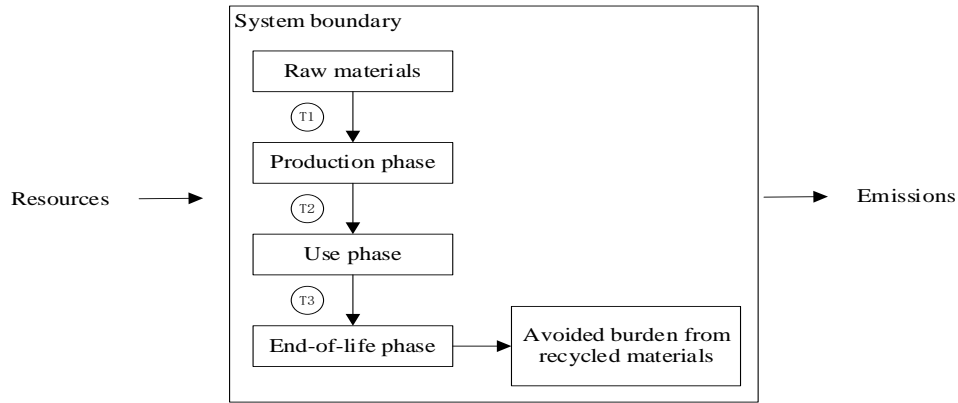 System boundary
Raw materials
T1
Production phase
Resources
T2
Emissions
Use phase
T3
End-of-life phase
Avoided burden from
recycled materials